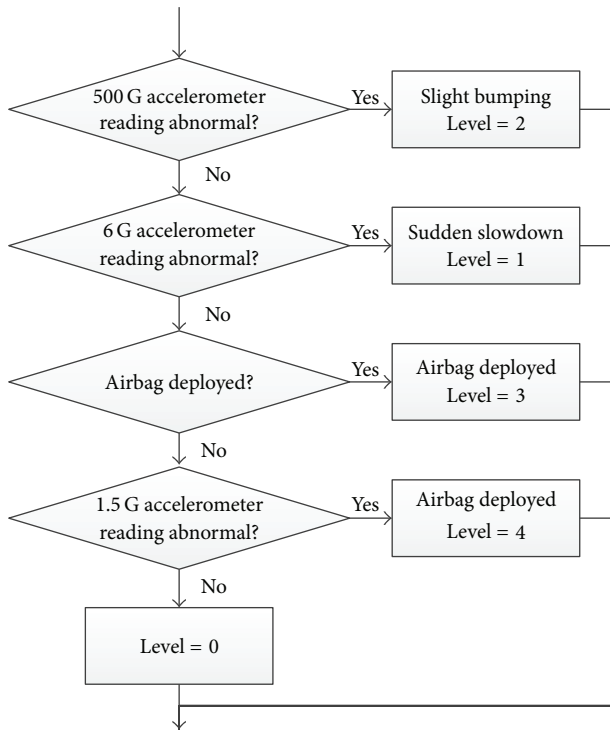 500 G accelerometer
reading abnormal?
Yes
Slight bumping
Level = 2
No
6 G accelerometer
reading abnormal?
Yes
Sudden slowdown
Level = 1
No
Airbag deployed?
Yes
Airbag deployed
Level = 3
No
1.5 G accelerometer
reading abnormal?
Yes
Airbag deployed
Level = 4
No
Level = 0